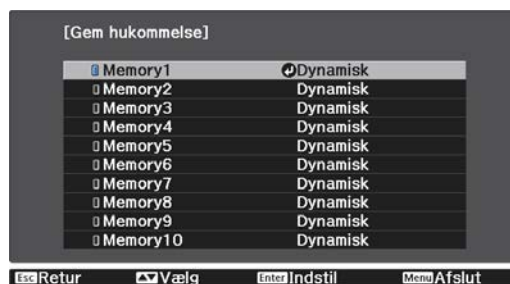 [Gem hukommelse]
Memory1 Dynamisk
Memory2 Dynamisk
Memory3 Dynamisk
Memory4 Dynamisk
Memory5 Dynamisk
Memory6 Dynamisk
Memory7 Dynamisk
Memory8 Dynamisk
Memory9 Dynamisk
Memory10 Dynamisk
Esc Retur Vælg Enter Indstil Menu Afslut